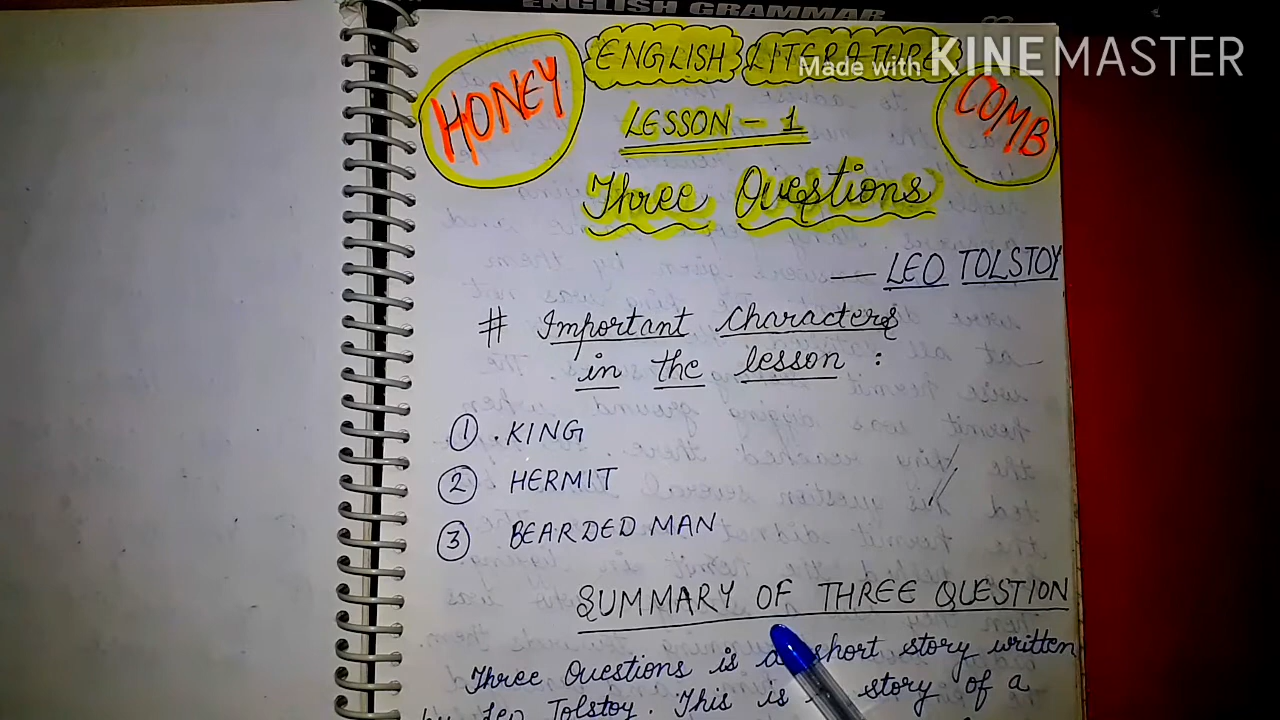 ENGLISH GRAMMAR
Made with KINEMASTER
ENGLISH LITERATURE
HONEY
COMB
LESSON - 1
Three Questions
— LEO TOLSTOY
# Important characters
in the lesson :
① KING
② HERMIT
③ BEARDED MAN
SUMMARY OF THREE QUESTION
Three Questions is a short story written
by Leo Tolstoy. This is a story of a